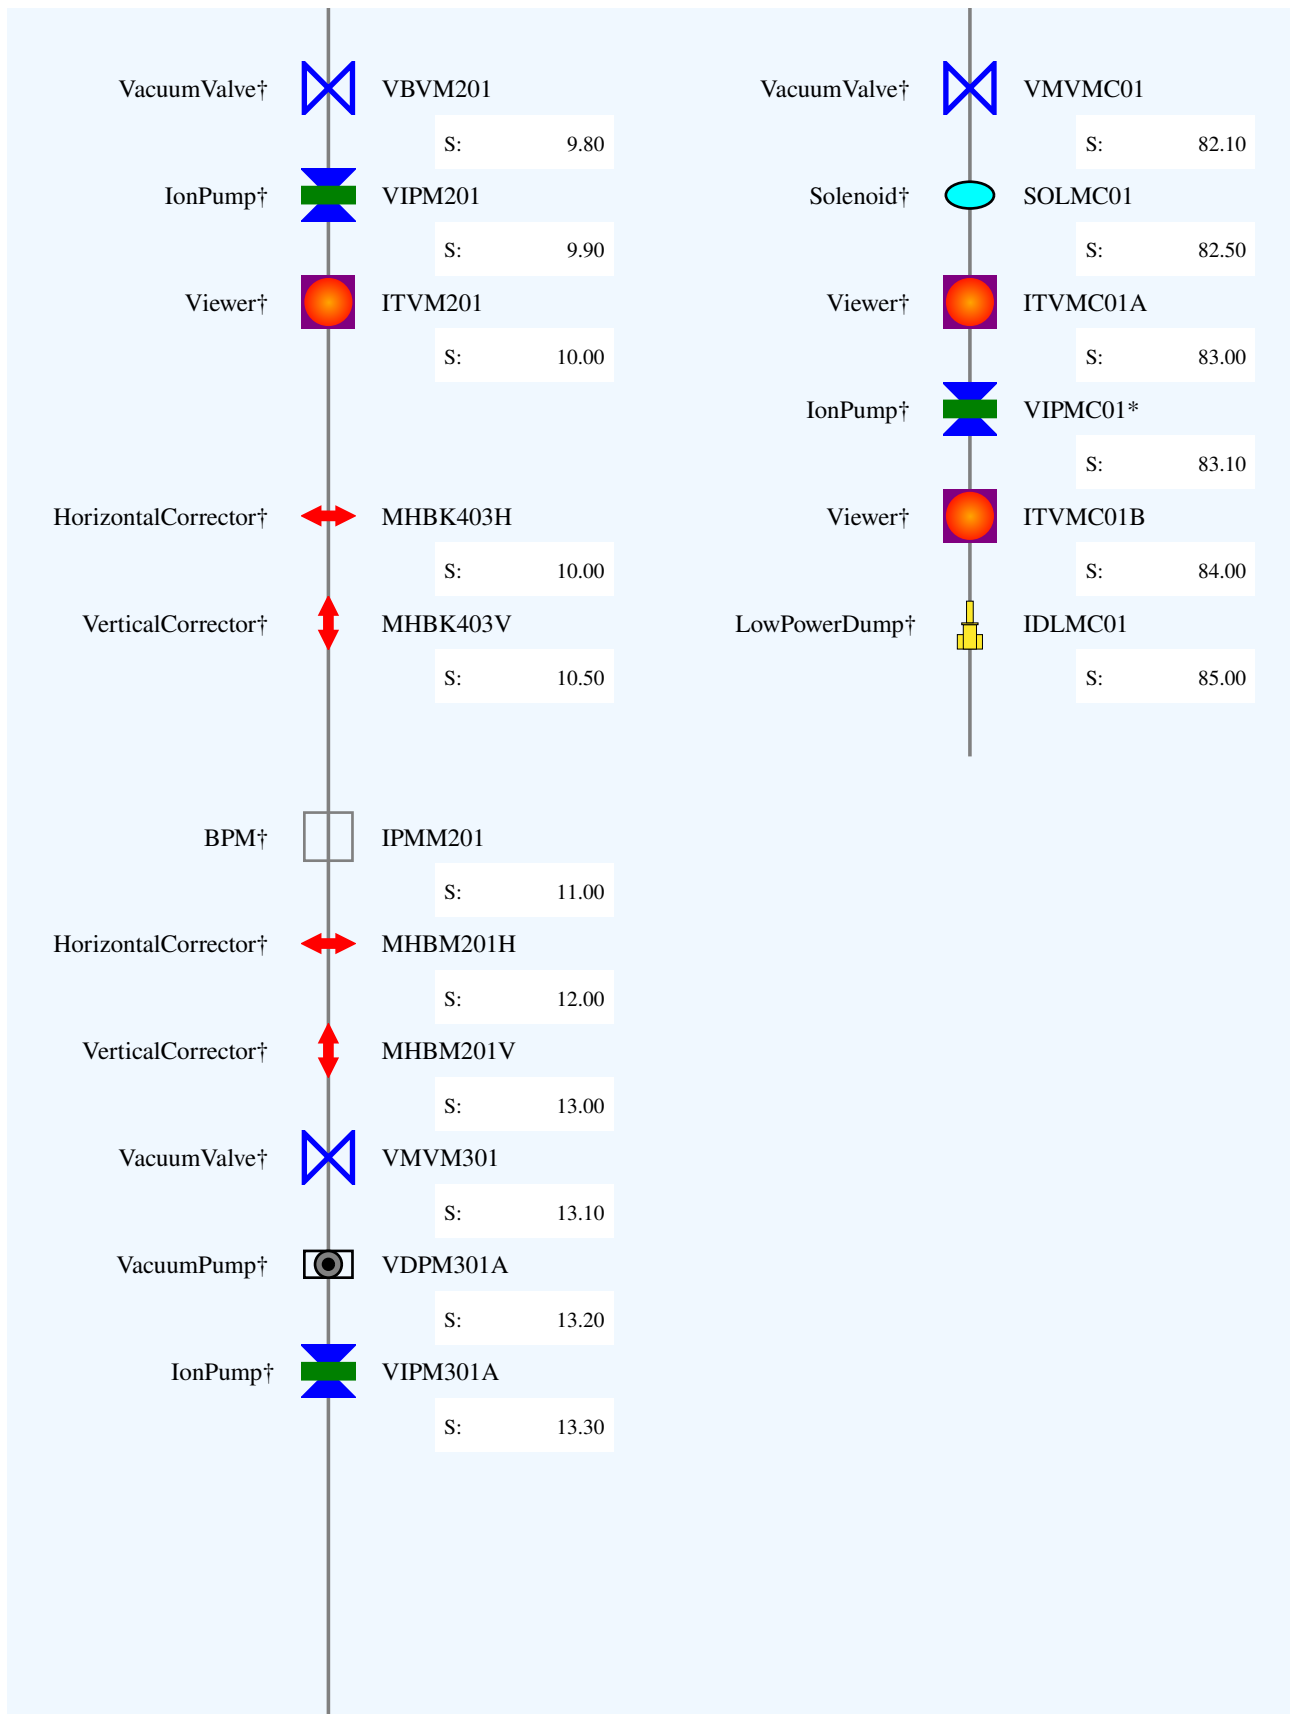 VacuumValve† VBVM201
S: 9.80
IonPump† VIPM201
S: 9.90
Viewer† ITVM201
S: 10.00
HorizontalCorrector† MHBK403H
S: 10.00
VerticalCorrector† MHBK403V
S: 10.50
BPM† IPMM201
S: 11.00
HorizontalCorrector† MHBM201H
S: 12.00
VerticalCorrector† MHBM201V
S: 13.00
VacuumValve† VMVM301
S: 13.10
VacuumPump† VDPM301A
S: 13.20
IonPump† VIPM301A
S: 13.30
VacuumValve† VMVMC01
S: 82.10
Solenoid† SOLMC01
S: 82.50
Viewer† ITVMC01A
S: 83.00
IonPump† VIPMC01*
S: 83.10
Viewer† ITVMC01B
S: 84.00
LowPowerDump† IDLMC01
S: 85.00